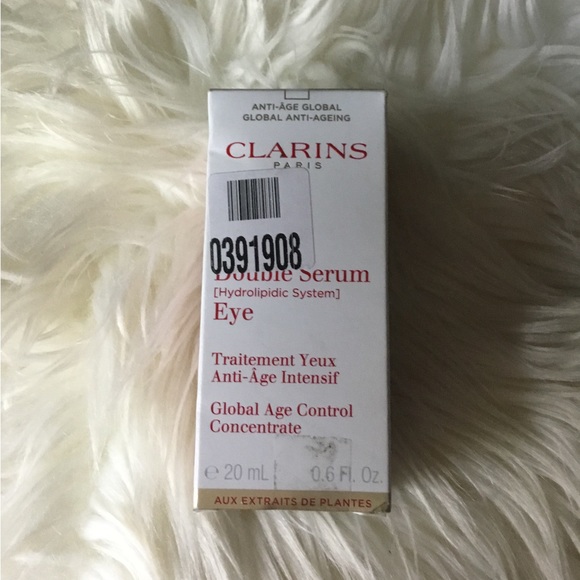 ANTI-ÂGE GLOBAL
GLOBAL ANTI-AGEING
CLARINS
PARIS
0391908
Double Serum
[Hydrolipidic System]
Eye
Traitement Yeux
Anti-Âge Intensif
Global Age Control
Concentrate
e 20 mL 0.6 Fl. Oz.
AUX EXTRAITS DE PLANTES